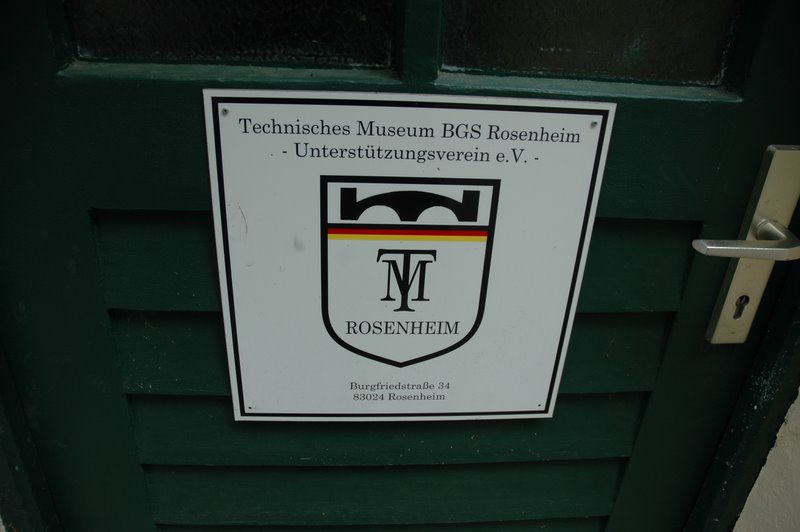 Technisches Museum BGS Rosenheim
- Unterstützungsverein e.V. -
TM
ROSENHEIM
Burgfriedstraße 34
83024 Rosenheim